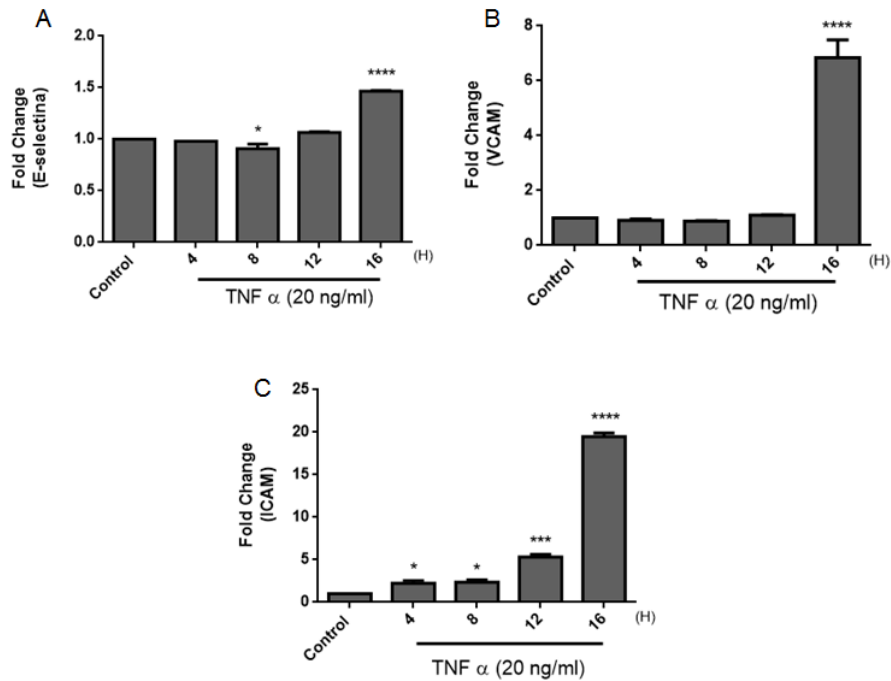 A
Fold Change
(E-selectina)
2.0
1.5
1.0
0.5
0.0
*
****
Control
4
8
12
16
(H)
TNF α (20 ng/ml)
B
Fold Change
(VCAM)
8
6
4
2
0
****
Control
4
8
12
16
(H)
TNF α (20 ng/ml)
C
Fold Change
(ICAM)
25
20
15
10
5
0
*
*
***
****
Control
4
8
12
16
(H)
TNF α (20 ng/ml)